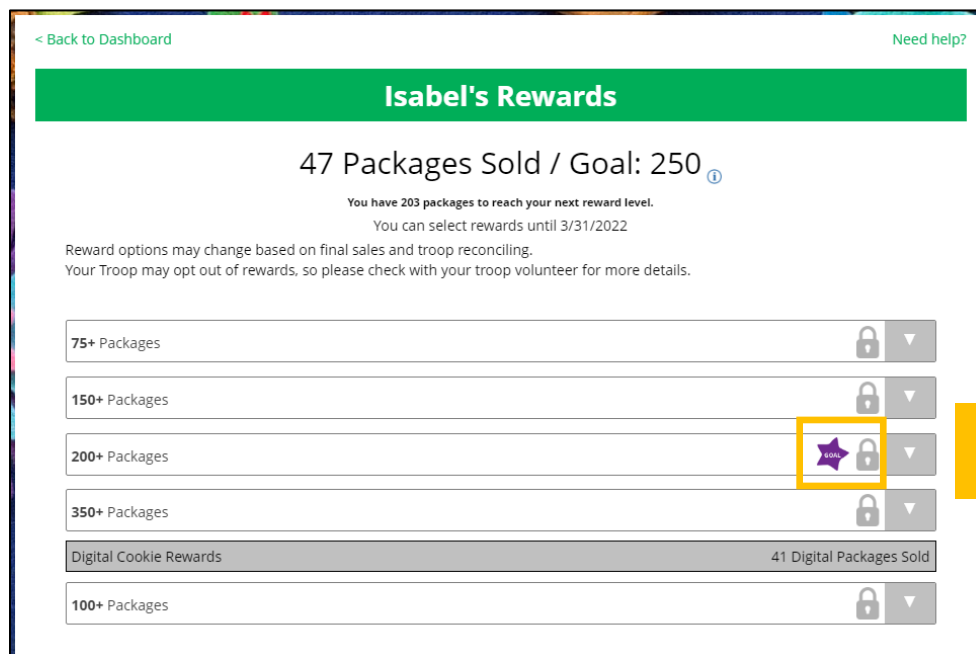 < Back to Dashboard Need help?
Isabel's Rewards
47 Packages Sold / Goal: 250 i
You have 203 packages to reach your next reward level.
You can select rewards until 3/31/2022
Reward options may change based on final sales and troop reconciling.
Your Troop may opt out of rewards, so please check with your troop volunteer for more details.
75+ Packages
150+ Packages
200+ Packages GOAL
350+ Packages
Digital Cookie Rewards 41 Digital Packages Sold
100+ Packages